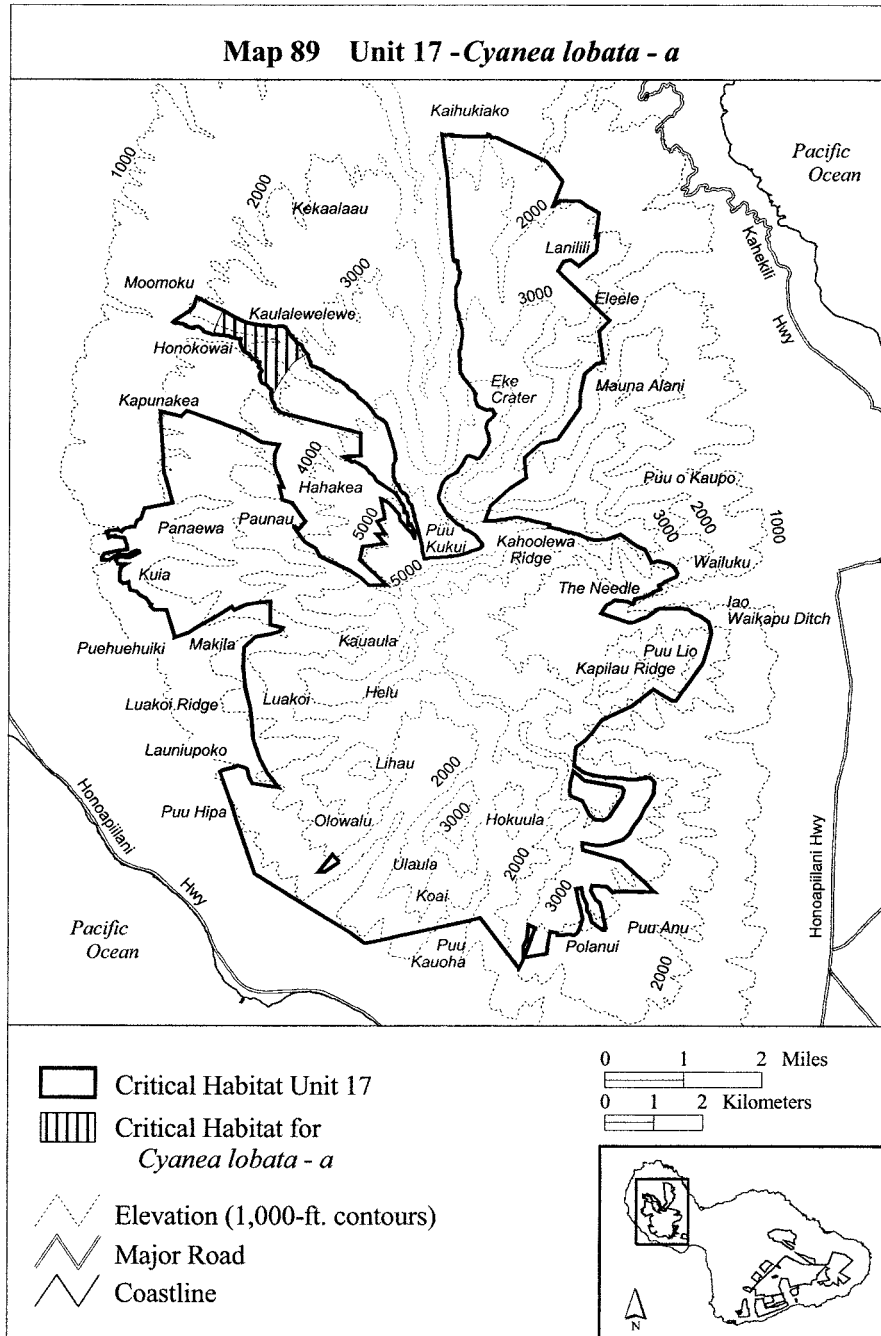 Map 89 Unit 17 -Cyanea lobata - a
Kaihukiako
Pacific
Ocean
1000
2000
Kekaalaau
2000
Lanilili
Kahekili
Hwy
3000
Moomoku
Kaulalewelewe
3000
Eleele
Honokowai
Eke
Crater
Mauna Alani
Kapunakea
4000
Hahakea
Puu o Kaupo
2000
3000
1000
Panaewa
Paunau
5000
Puu
Kukui
Kahoolewa
Ridge
Wailuku
5000
Kuia
The Needle
Iao
Waikapu Ditch
Puehuehuiki
Makila
Kauaula
Puu Lio
Kapilau Ridge
Luakoi Ridge
Luakoi
Helu
Launiupoko
Lihau
2000
Puu Hipa
Olowalu
3000
Hokuula
Honoapiilani
Hwy
Ulaula
2000
Koai
3000
2000
Honoapiilani Hwy
Pacific
Ocean
Puu
Kauoha
Polanui
Puu Anu
2000
Critical Habitat Unit 17
Critical Habitat for
Cyanea lobata - a
Elevation (1,000-ft. contours)
Major Road
Coastline
0 1 2 Miles
0 1 2 Kilometers
N